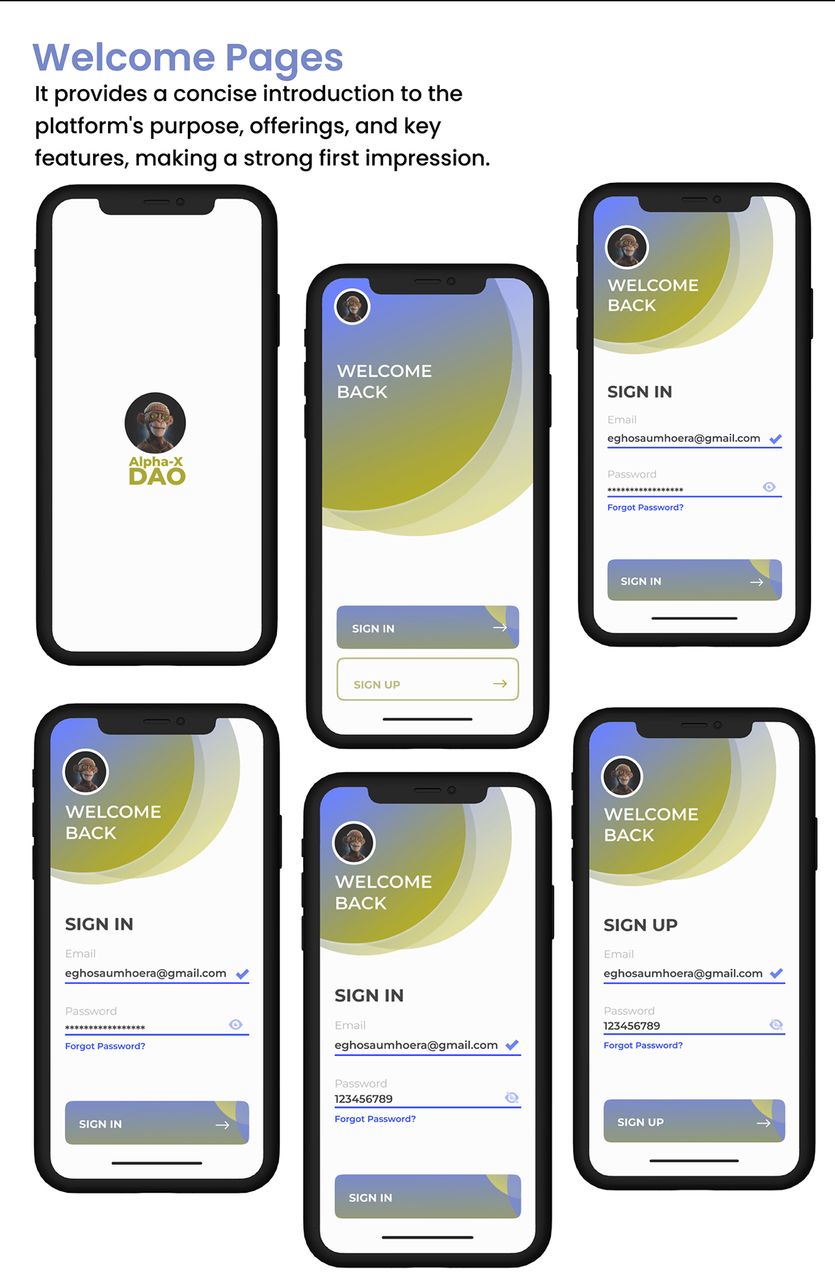 Welcome Pages
It provides a concise introduction to the
platform's purpose, offerings, and key
features, making a strong first impression.
Alpha-X
DAO
WELCOME
BACK
SIGN IN
SIGN UP
WELCOME
BACK
SIGN IN
Email
eghosaumhoera@gmail.com
Password
*****************
Forgot Password?
SIGN IN
WELCOME
BACK
SIGN IN
Email
eghosaumhoera@gmail.com
Password
*****************
Forgot Password?
SIGN IN
WELCOME
BACK
SIGN IN
Email
eghosaumhoera@gmail.com
Password
123456789
Forgot Password?
SIGN IN
WELCOME
BACK
SIGN UP
Email
eghosaumhoera@gmail.com
Password
123456789
Forgot Password?
SIGN UP